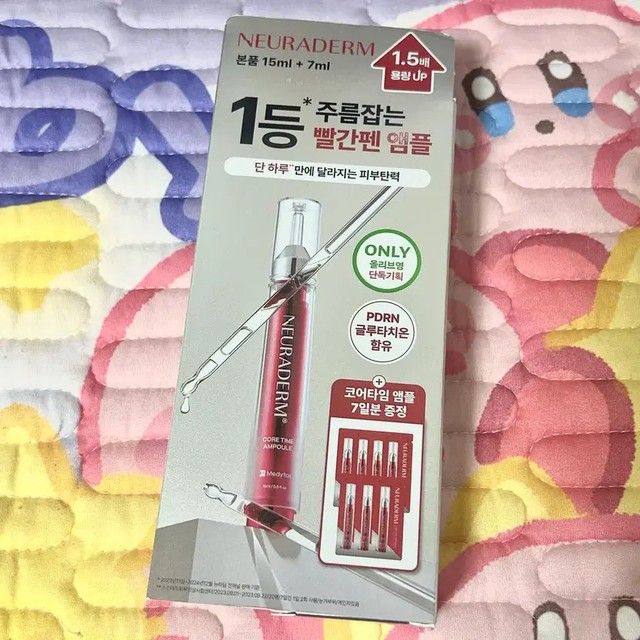 NEURADERM
본품 15ml + 7ml
1.5배
용량 UP
1등* 주름잡는
빨간펜 앰플
단 하루**만에 달라지는 피부탄력
ONLY
올리브영
단독기획
PDRN
글루타치온
함유
+
코어타임 앰플
7일분 증정
NEURADERM
NEURADERM
NEURADERM®
CORE TIME
AMPOULE
Medytox